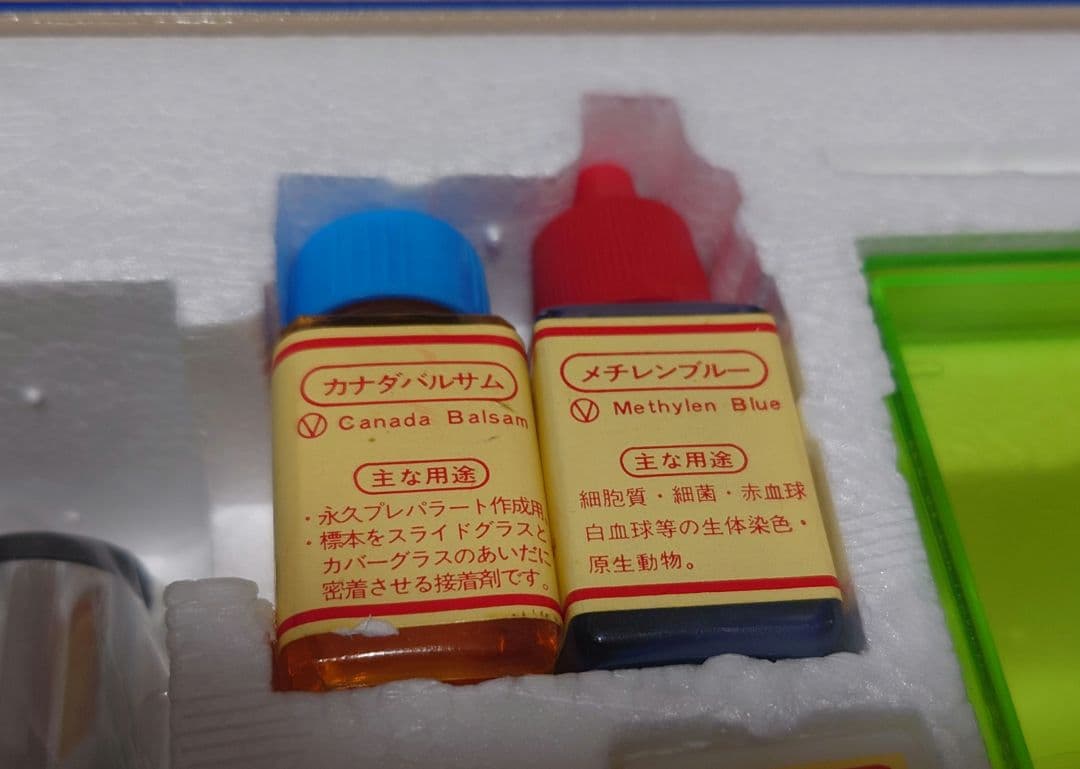 カナダバルサム
Ⓥ Canada Balsam
主な用途
・永久プレパラート作成用
・標本をスライドグラスと
カバーグラスのあいだに
密着させる接着剤です。
メチレンブルー
Ⓥ Methylen Blue
主な用途
細胞質・細菌・赤血球
白血球等の生体染色・
原生動物。